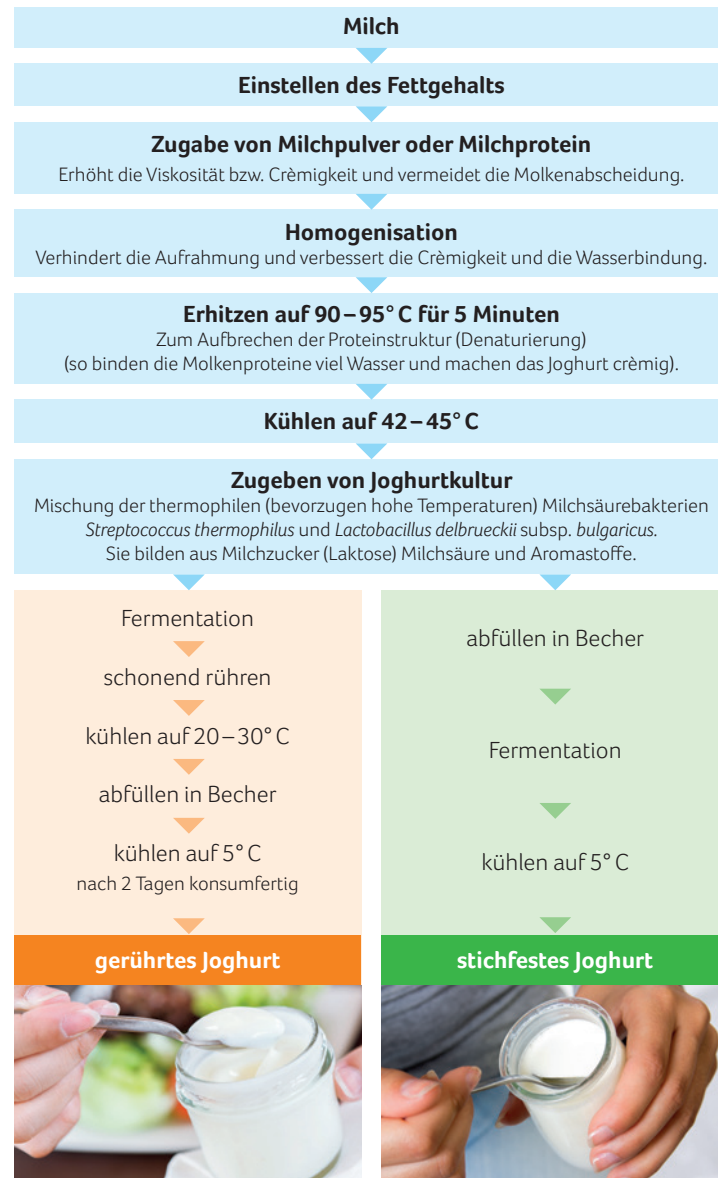 Milch
Einstellen des Fettgehalts
Zugabe von Milchpulver oder Milchprotein
Erhöht die Viskosität bzw. Crèmigkeit und vermeidet die Molkenabscheidung.
Homogenisation
Verhindert die Aufrahmung und verbessert die Crèmigkeit und die Wasserbindung.
Erhitzen auf 90–95° C für 5 Minuten
Zum Aufbrechen der Proteinstruktur (Denaturierung)
(so binden die Molkenproteine viel Wasser und machen das Joghurt crèmig).
Kühlen auf 42–45° C
Zugeben von Joghurtkultur
Mischung der thermophilen (bevorzugen hohe Temperaturen) Milchsäurebakterien
Streptococcus thermophilus und Lactobacillus delbrueckii subsp. bulgaricus.
Sie bilden aus Milchzucker (Laktose) Milchsäure und Aromastoffe.
Fermentation
schonend rühren
kühlen auf 20–30° C
abfüllen in Becher
kühlen auf 5° C
nach 2 Tagen konsumfertig
gerührtes Joghurt
abfüllen in Becher
Fermentation
kühlen auf 5° C
stichfestes Joghurt